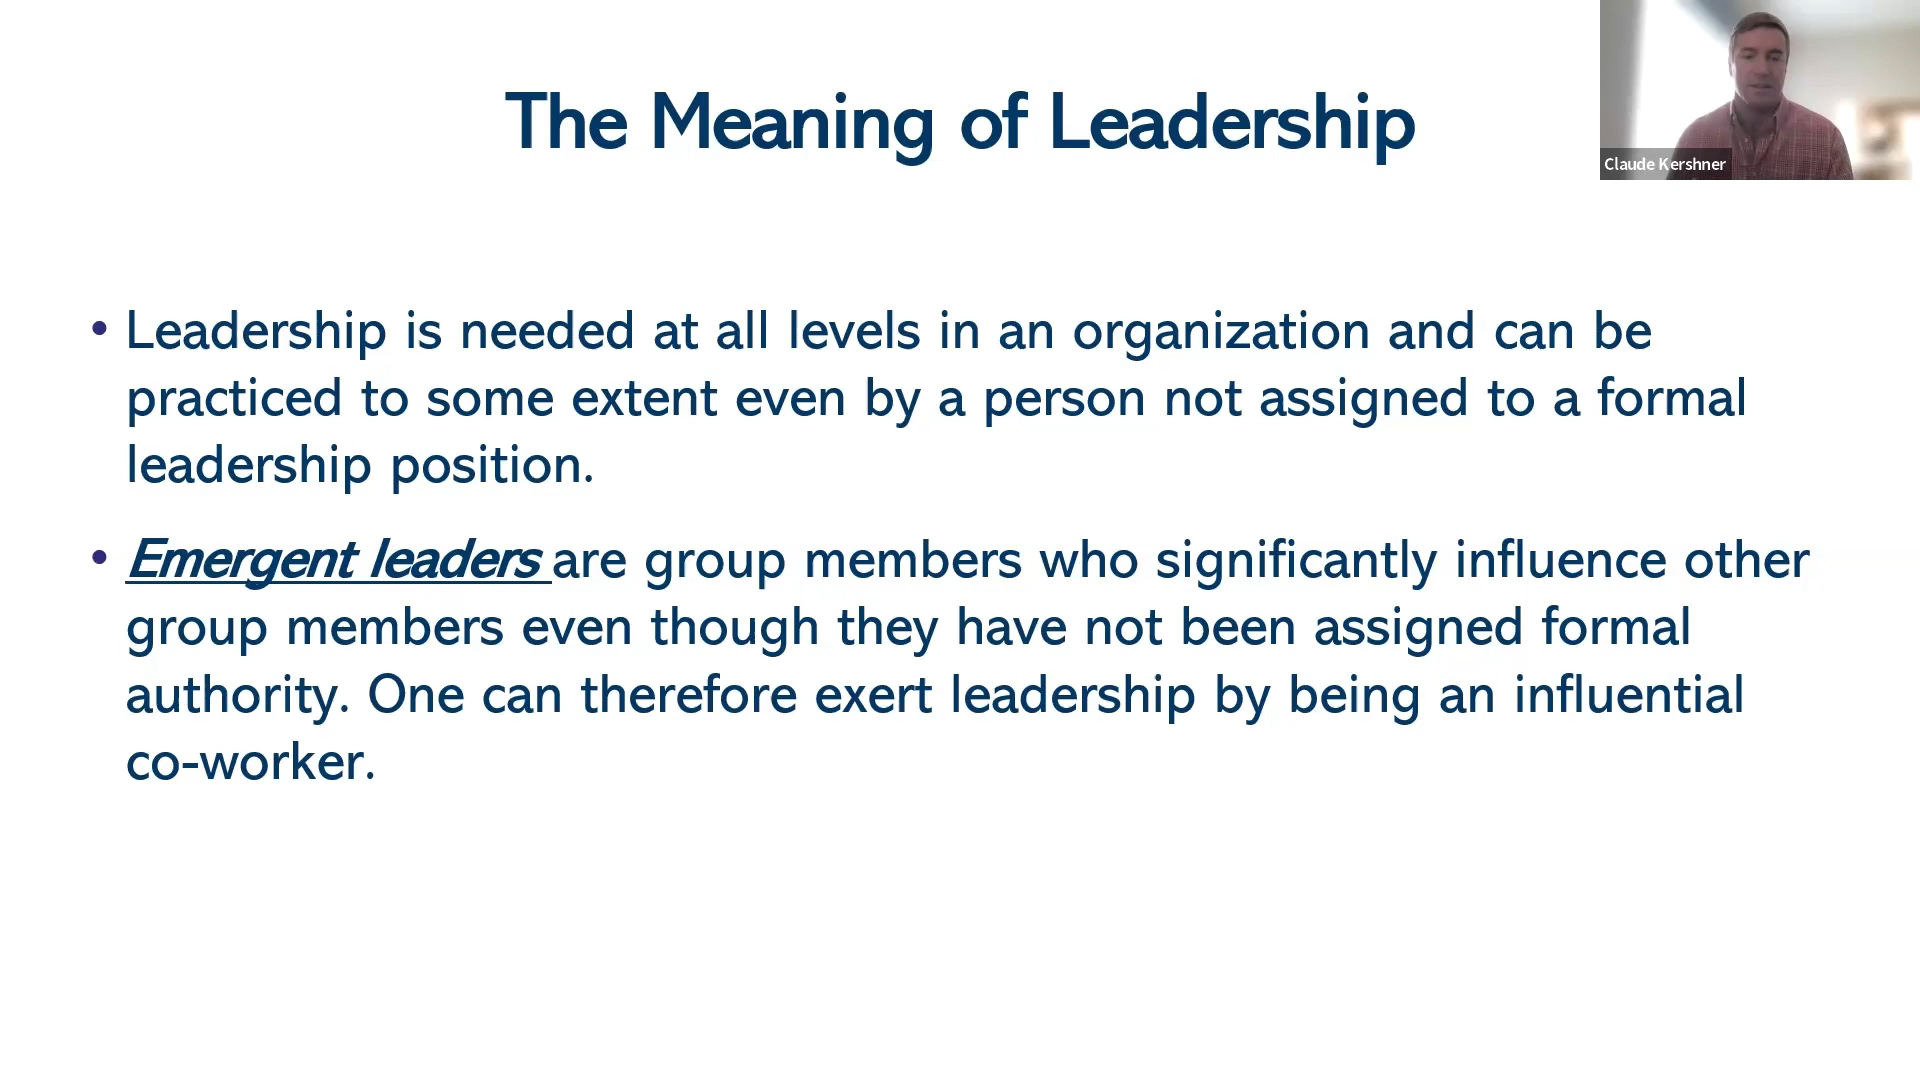 The Meaning of Leadership
Claude Kershner
• Leadership is needed at all levels in an organization and can be
practiced to some extent even by a person not assigned to a formal
leadership position.
• Emergent leaders are group members who significantly influence other
group members even though they have not been assigned formal
authority. One can therefore exert leadership by being an influential
co-worker.